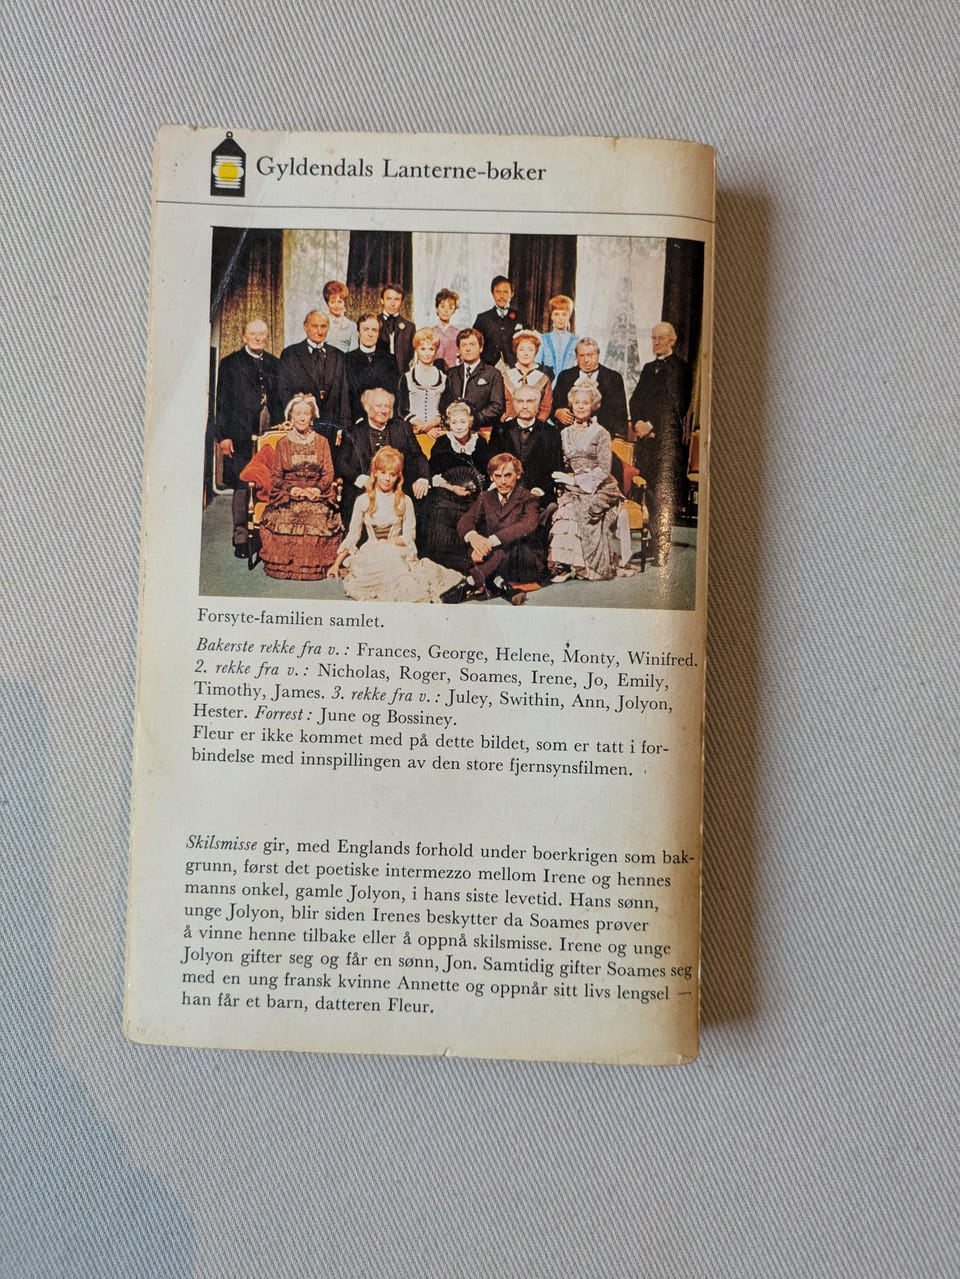 Gyldendals Lanterne-bøker
Forsyte-familien samlet.
Bakerste rekke fra v.: Frances, George, Helene, Monty, Winifred.
2. rekke fra v.: Nicholas, Roger, Soames, Irene, Jo, Emily,
Timothy, James. 3. rekke fra v.: Juley, Swithin, Ann, Jolyon,
Hester. Forrest: June og Bossiney.
Fleur er ikke kommet med på dette bildet, som er tatt i for-
bindelse med innspillingen av den store fjernsynsfilmen.
Skilsmisse gir, med Englands forhold under boerkrigen som bak-
grunn, først det poetiske intermezzo mellom Irene og hennes
manns onkel, gamle Jolyon, i hans siste levetid. Hans sønn,
unge Jolyon, blir siden Irenes beskytter da Soames prøver
å vinne henne tilbake eller å oppnå skilsmisse. Irene og unge
Jolyon gifter seg og får en sønn, Jon. Samtidig gifter Soames seg
med en ung fransk kvinne Annette og oppnår sitt livs lengsel —
han får et barn, datteren Fleur.